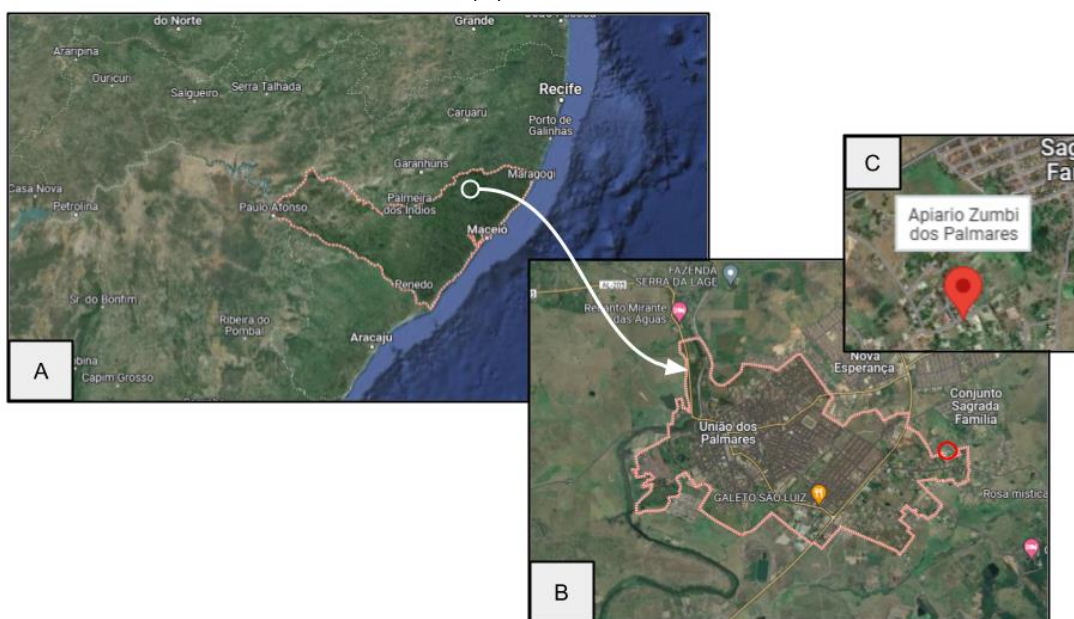 do Norte
Grande
Araripina
Ouricuri
Salgueiro
Serra Talhada
Recife
Caruaru
Porto de
Galinhas
Garanhuns
Maragogi
Casa Nova
Petrolina
Paulo Afonso
Palmeira
dos Índios
Maceió
Penedo
Sr. do Bonfim
Ribeira do
Pombal
Aracaju
Capim Grosso
A
C
Apiario Zumbi
dos Palmares
FAZENDA
SERRA DA LAGE
AL-205
Recanto Mirante
das Águas
Nova
Esperança
Conjunto
Sagrada
Família
União dos
Palmares
GALETO SÃO LUIZ
Rosa mística
B